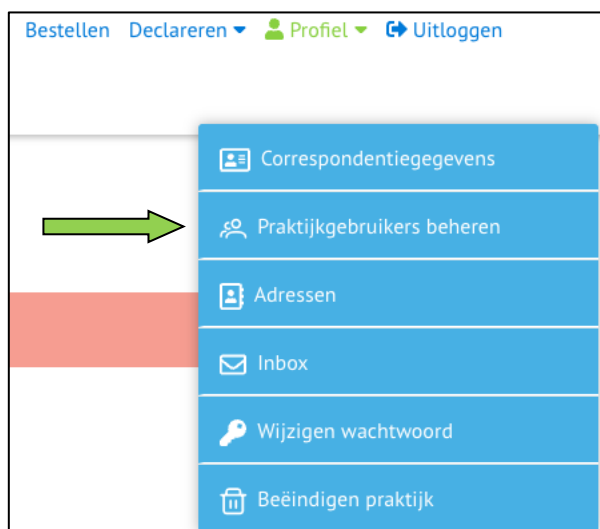 Bestellen Declareren Profiel Uitloggen
Correspondentiegegevens
Praktijkgebruikers beheren
Adressen
Inbox
Wijzigen wachtwoord
Beëindigen praktijk